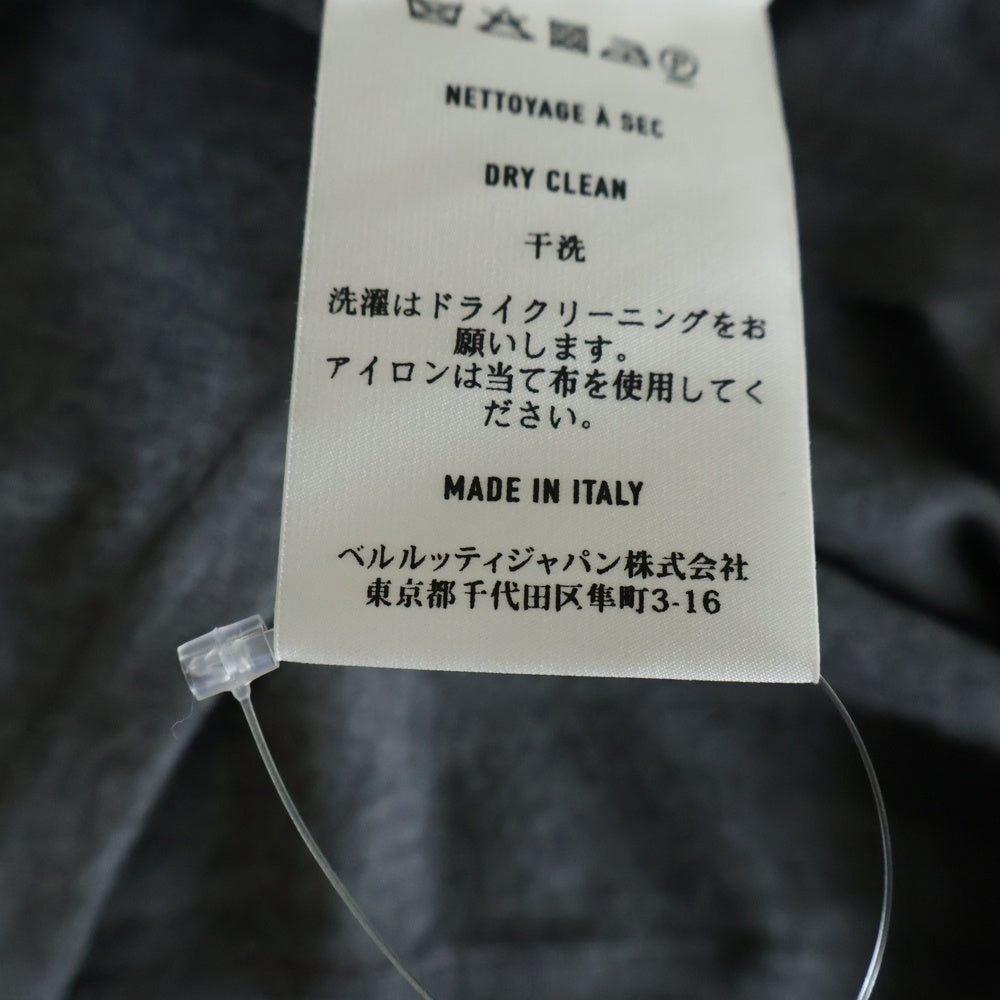 NETTOYAGE À SEC
DRY CLEAN
干洗
洗濯はドライクリーニングをお
願いします。
アイロンは当て布を使用してく
ださい。
MADE IN ITALY
ベルルッティジャパン株式会社
東京都千代田区隼町3-16